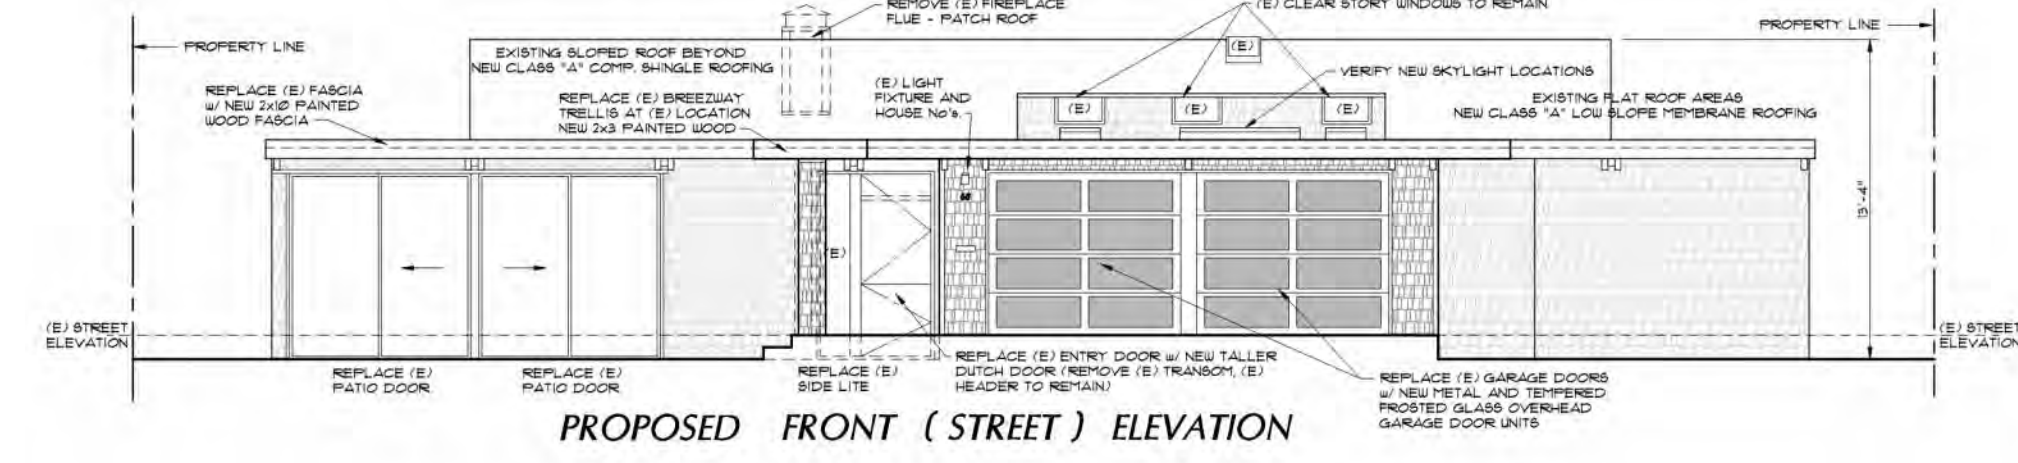 REMOVE (E) FIREPLACE
FLUE - PATCH ROOF
(E) CLEAR STORY WINDOWS TO REMAIN
PROPERTY LINE
PROPERTY LINE
EXISTING SLOPED ROOF BEYOND
NEW CLASS "A" COMP. SHINGLE ROOFING
(E)
VERIFY NEW SKYLIGHT LOCATIONS
REPLACE (E) FASCIA
w/ NEW 2x10 PAINTED
WOOD FASCIA
REPLACE (E) BREEZWAY
TRELLIS AT (E) LOCATION
NEW 2x3 PAINTED WOOD
(E) LIGHT
FIXTURE AND
HOUSE No's.
(E)
(E)
(E)
EXISTING FLAT ROOF AREAS
NEW CLASS "A" LOW SLOPE MEMBRANE ROOFING
13'-4"
(E)
(E) STREET
ELEVATION
(E) STREET
ELEVATION
REPLACE (E)
PATIO DOOR
REPLACE (E)
PATIO DOOR
REPLACE (E)
SIDE LITE
REPLACE (E) ENTRY DOOR w/ NEW TALLER
DUTCH DOOR (REMOVE (E) TRANSOM, (E)
HEADER TO REMAIN)
REPLACE (E) GARAGE DOORS
w/ NEW METAL AND TEMPERED
FROSTED GLASS OVERHEAD
GARAGE DOOR UNITS
PROPOSED FRONT ( STREET ) ELEVATION